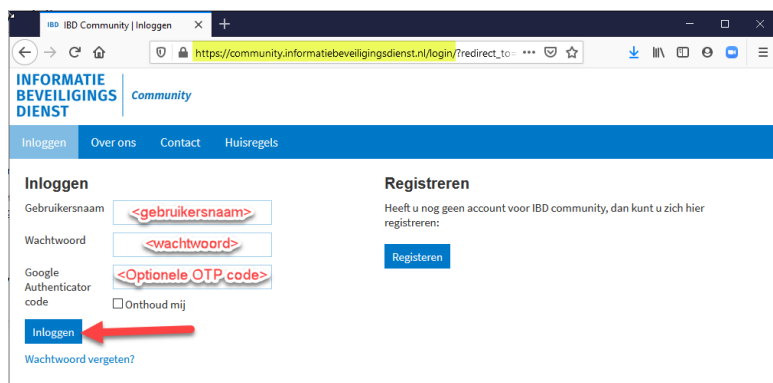 IBD IBD Community | Inloggen
https://community.informatiebeveiligingsdienst.nl/login/?redirect_to=
INFORMATIE
BEVEILIGINGS
DIENST
Community
Inloggen Over ons Contact Huisregels
Inloggen
Gebruikersnaam <gebruikersnaam>
Wachtwoord <wachtwoord>
Google
Authenticator
code
<Optionele OTP code>
Onthoud mij
Inloggen
Wachtwoord vergeten?
Registreren
Heeft u nog geen account voor IBD community, dan kunt u zich hier
registreren:
Registeren